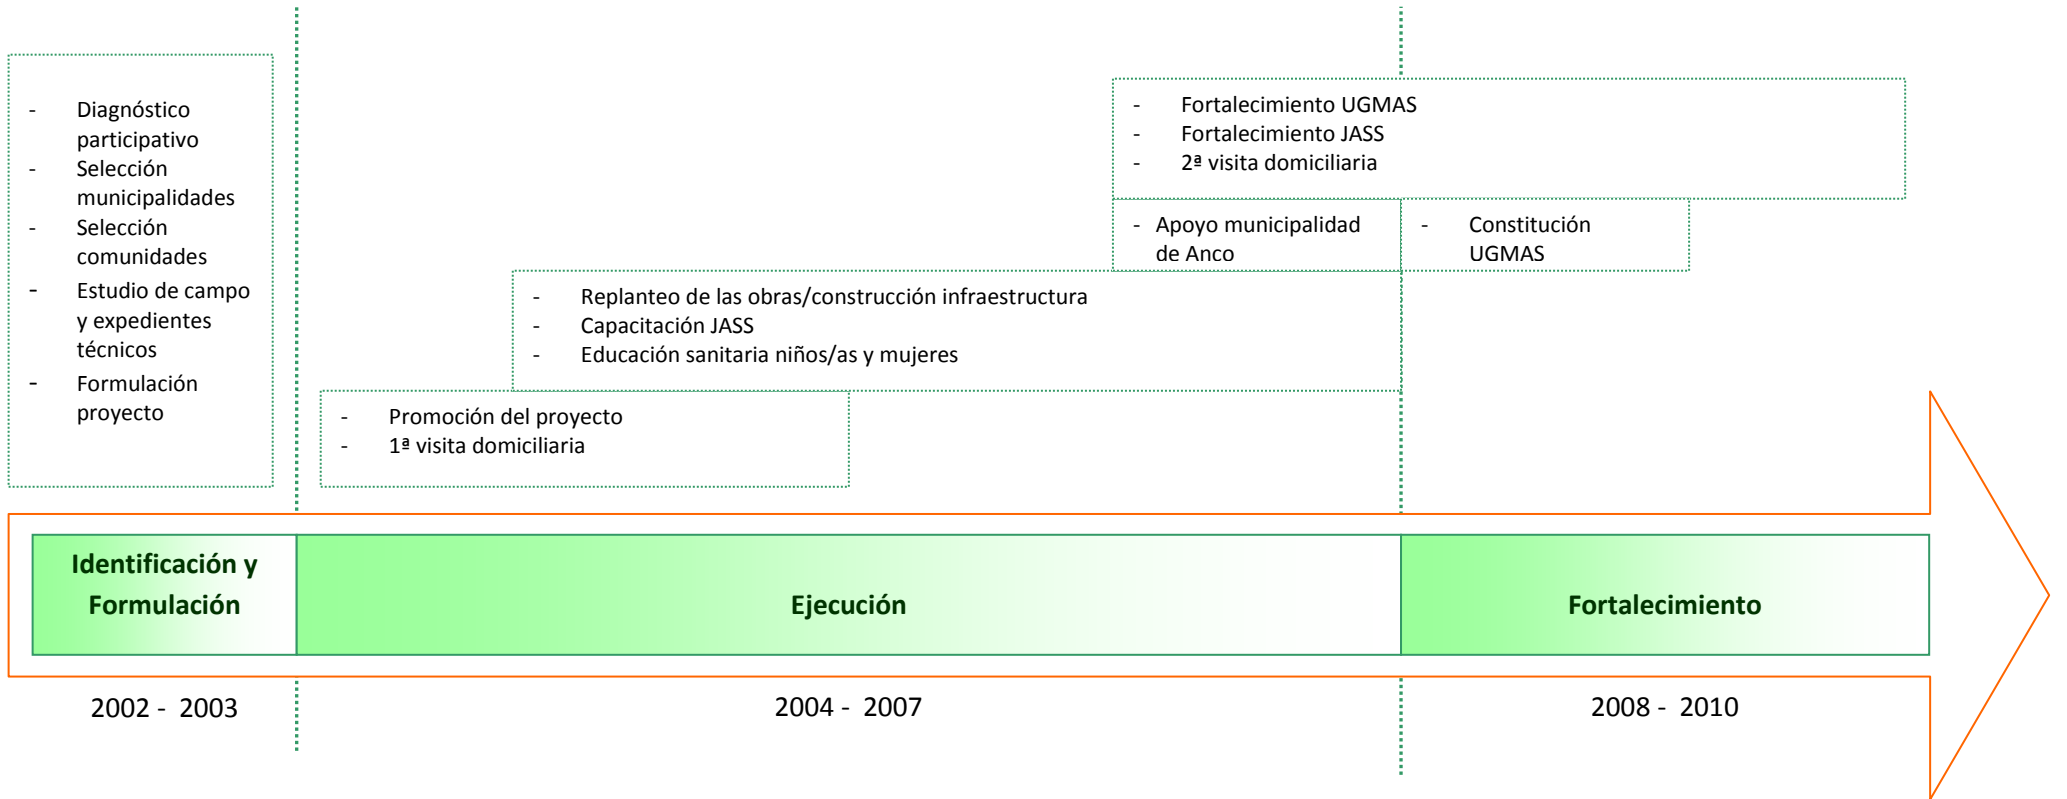 - Diagnóstico
participativo
- Selección
municipalidades
- Selección
comunidades
- Estudio de campo
y expedientes
técnicos
- Formulación
proyecto
- Fortalecimiento UGMAS
- Fortalecimiento JASS
- 2ª visita domiciliaria
- Apoyo municipalidad
de Anco
- Constitución
UGMAS
- Replanteo de las obras/construcción infraestructura
- Capacitación JASS
- Educación sanitaria niños/as y mujeres
- Promoción del proyecto
- 1ª visita domiciliaria
Identificación y
Formulación
Ejecución
Fortalecimiento
2002 - 2003
2004 - 2007
2008 - 2010